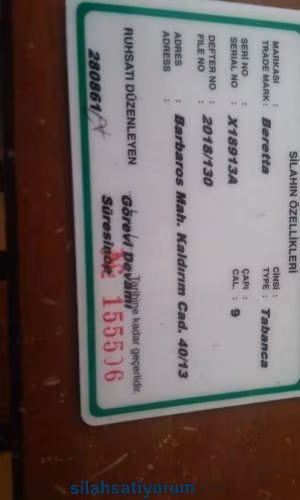 SİLAHIN ÖZELLİKLERİ
MARKASI TRADE MARK : Beretta
CİNSİ TYPE : Tabanca
SERİ NO SERIAL NO : X18913A
ÇAPI CAL. : 9
DEFTER NO FILE NO : 2018/130
ADRES ADRESS : Barbaros Mah. Kaldırım Cad. 40/13
RUHSATI DÜZENLEYEN
Görevi Devamı Süresince
Tarihine kadar geçerlidir.
280861/
155506
silahsatiyorum